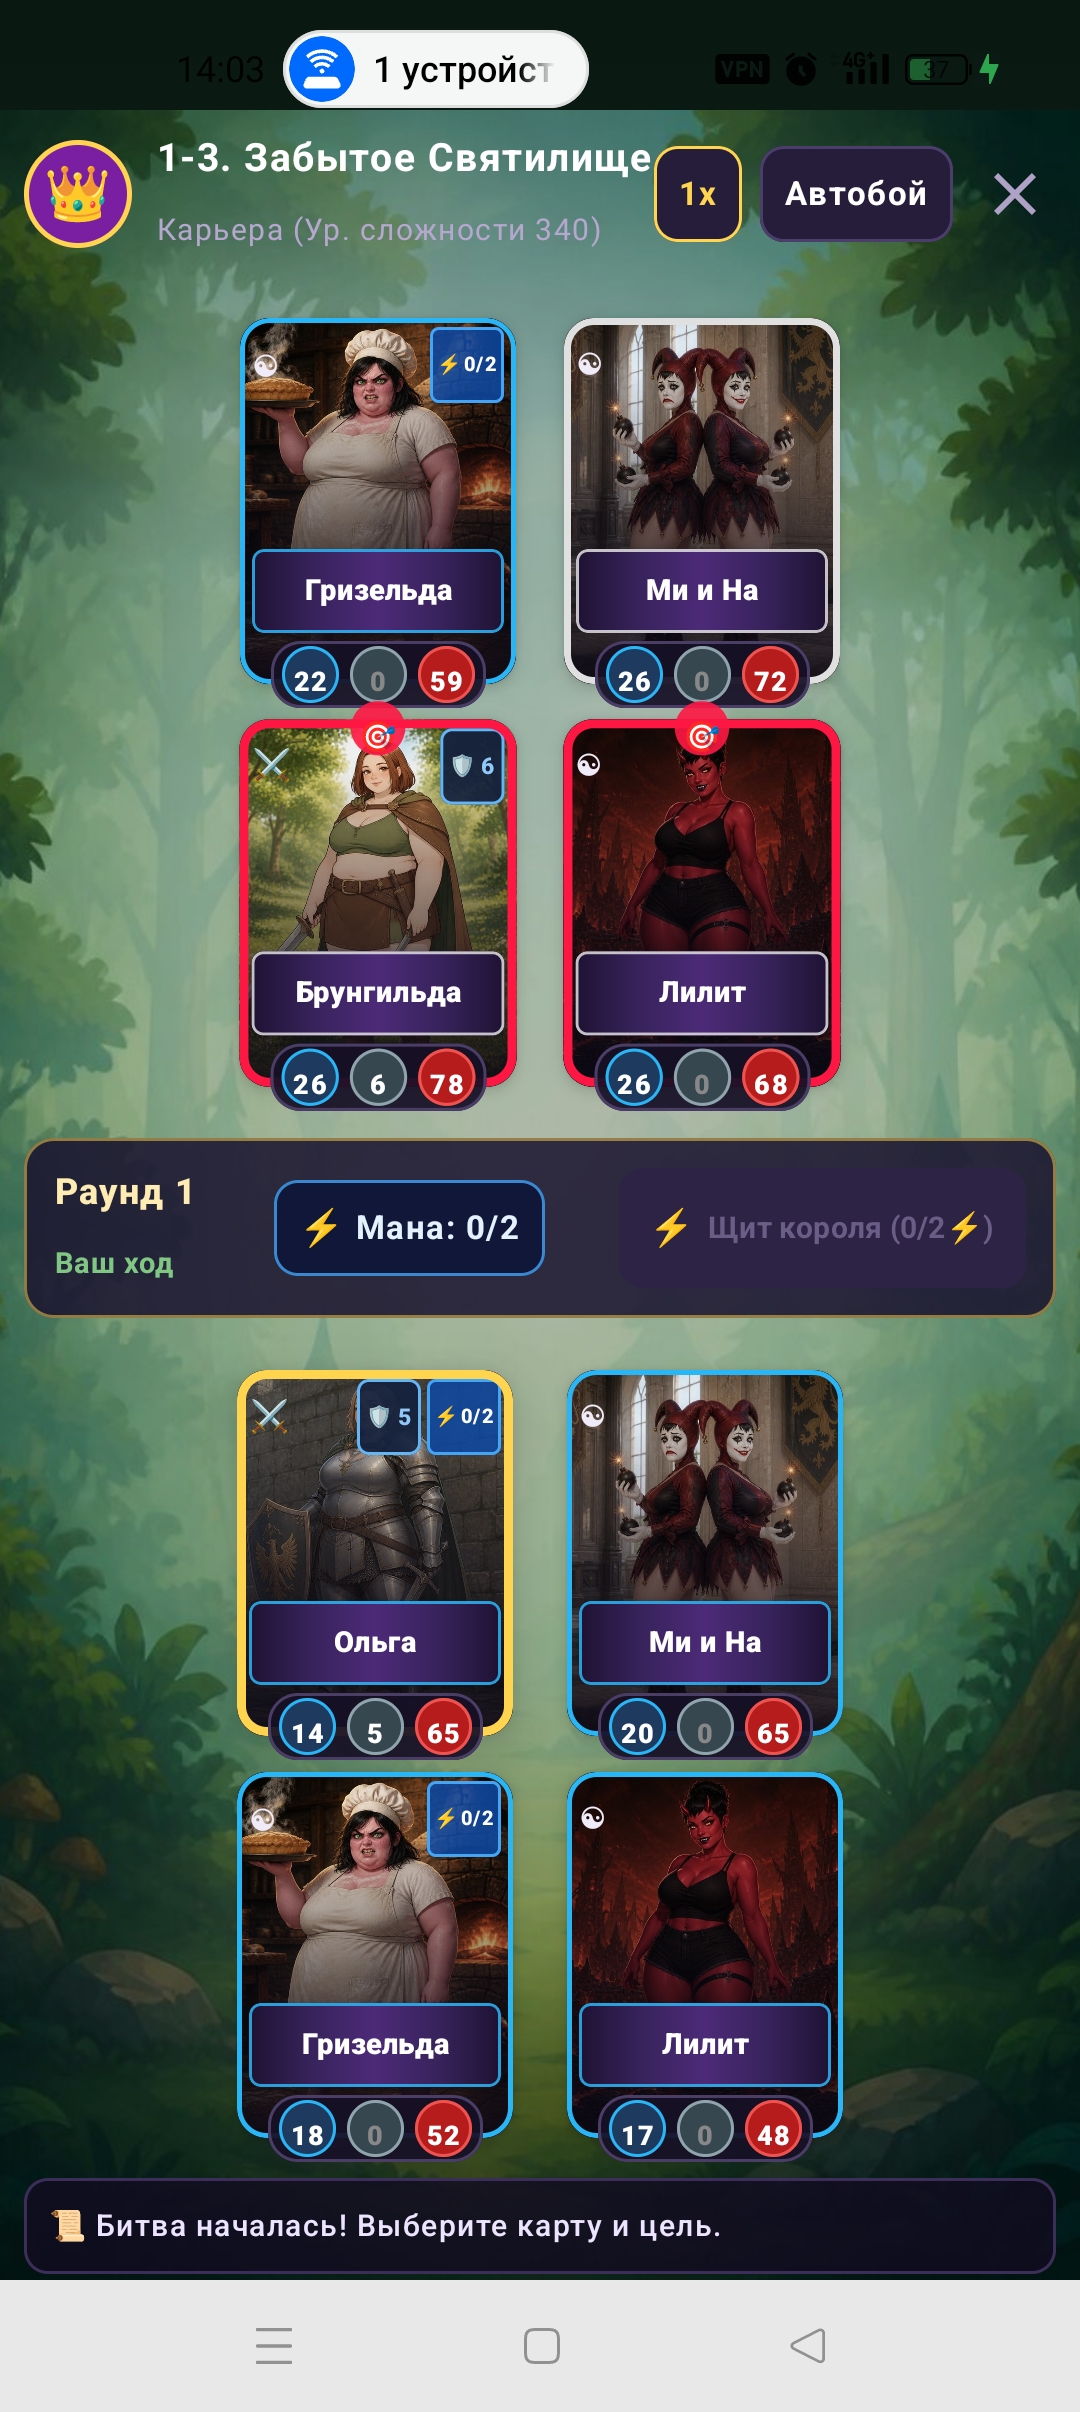 14:03
1 устройст
VPN
4G+
37
1-3. Забытое Святилище
Карьера (Ур. сложности 340)
1x
Автобой
0/2
Гризельда
22 0 59
Ми и На
26 0 72
6
Брунгильда
26 6 78
Лилит
26 0 68
Раунд 1
Ваш ход
Мана: 0/2
Щит короля (0/2⚡)
5
0/2
Ольга
14 5 65
Ми и На
20 0 65
0/2
Гризельда
18 0 52
Лилит
17 0 48
Битва началась! Выберите карту и цель.